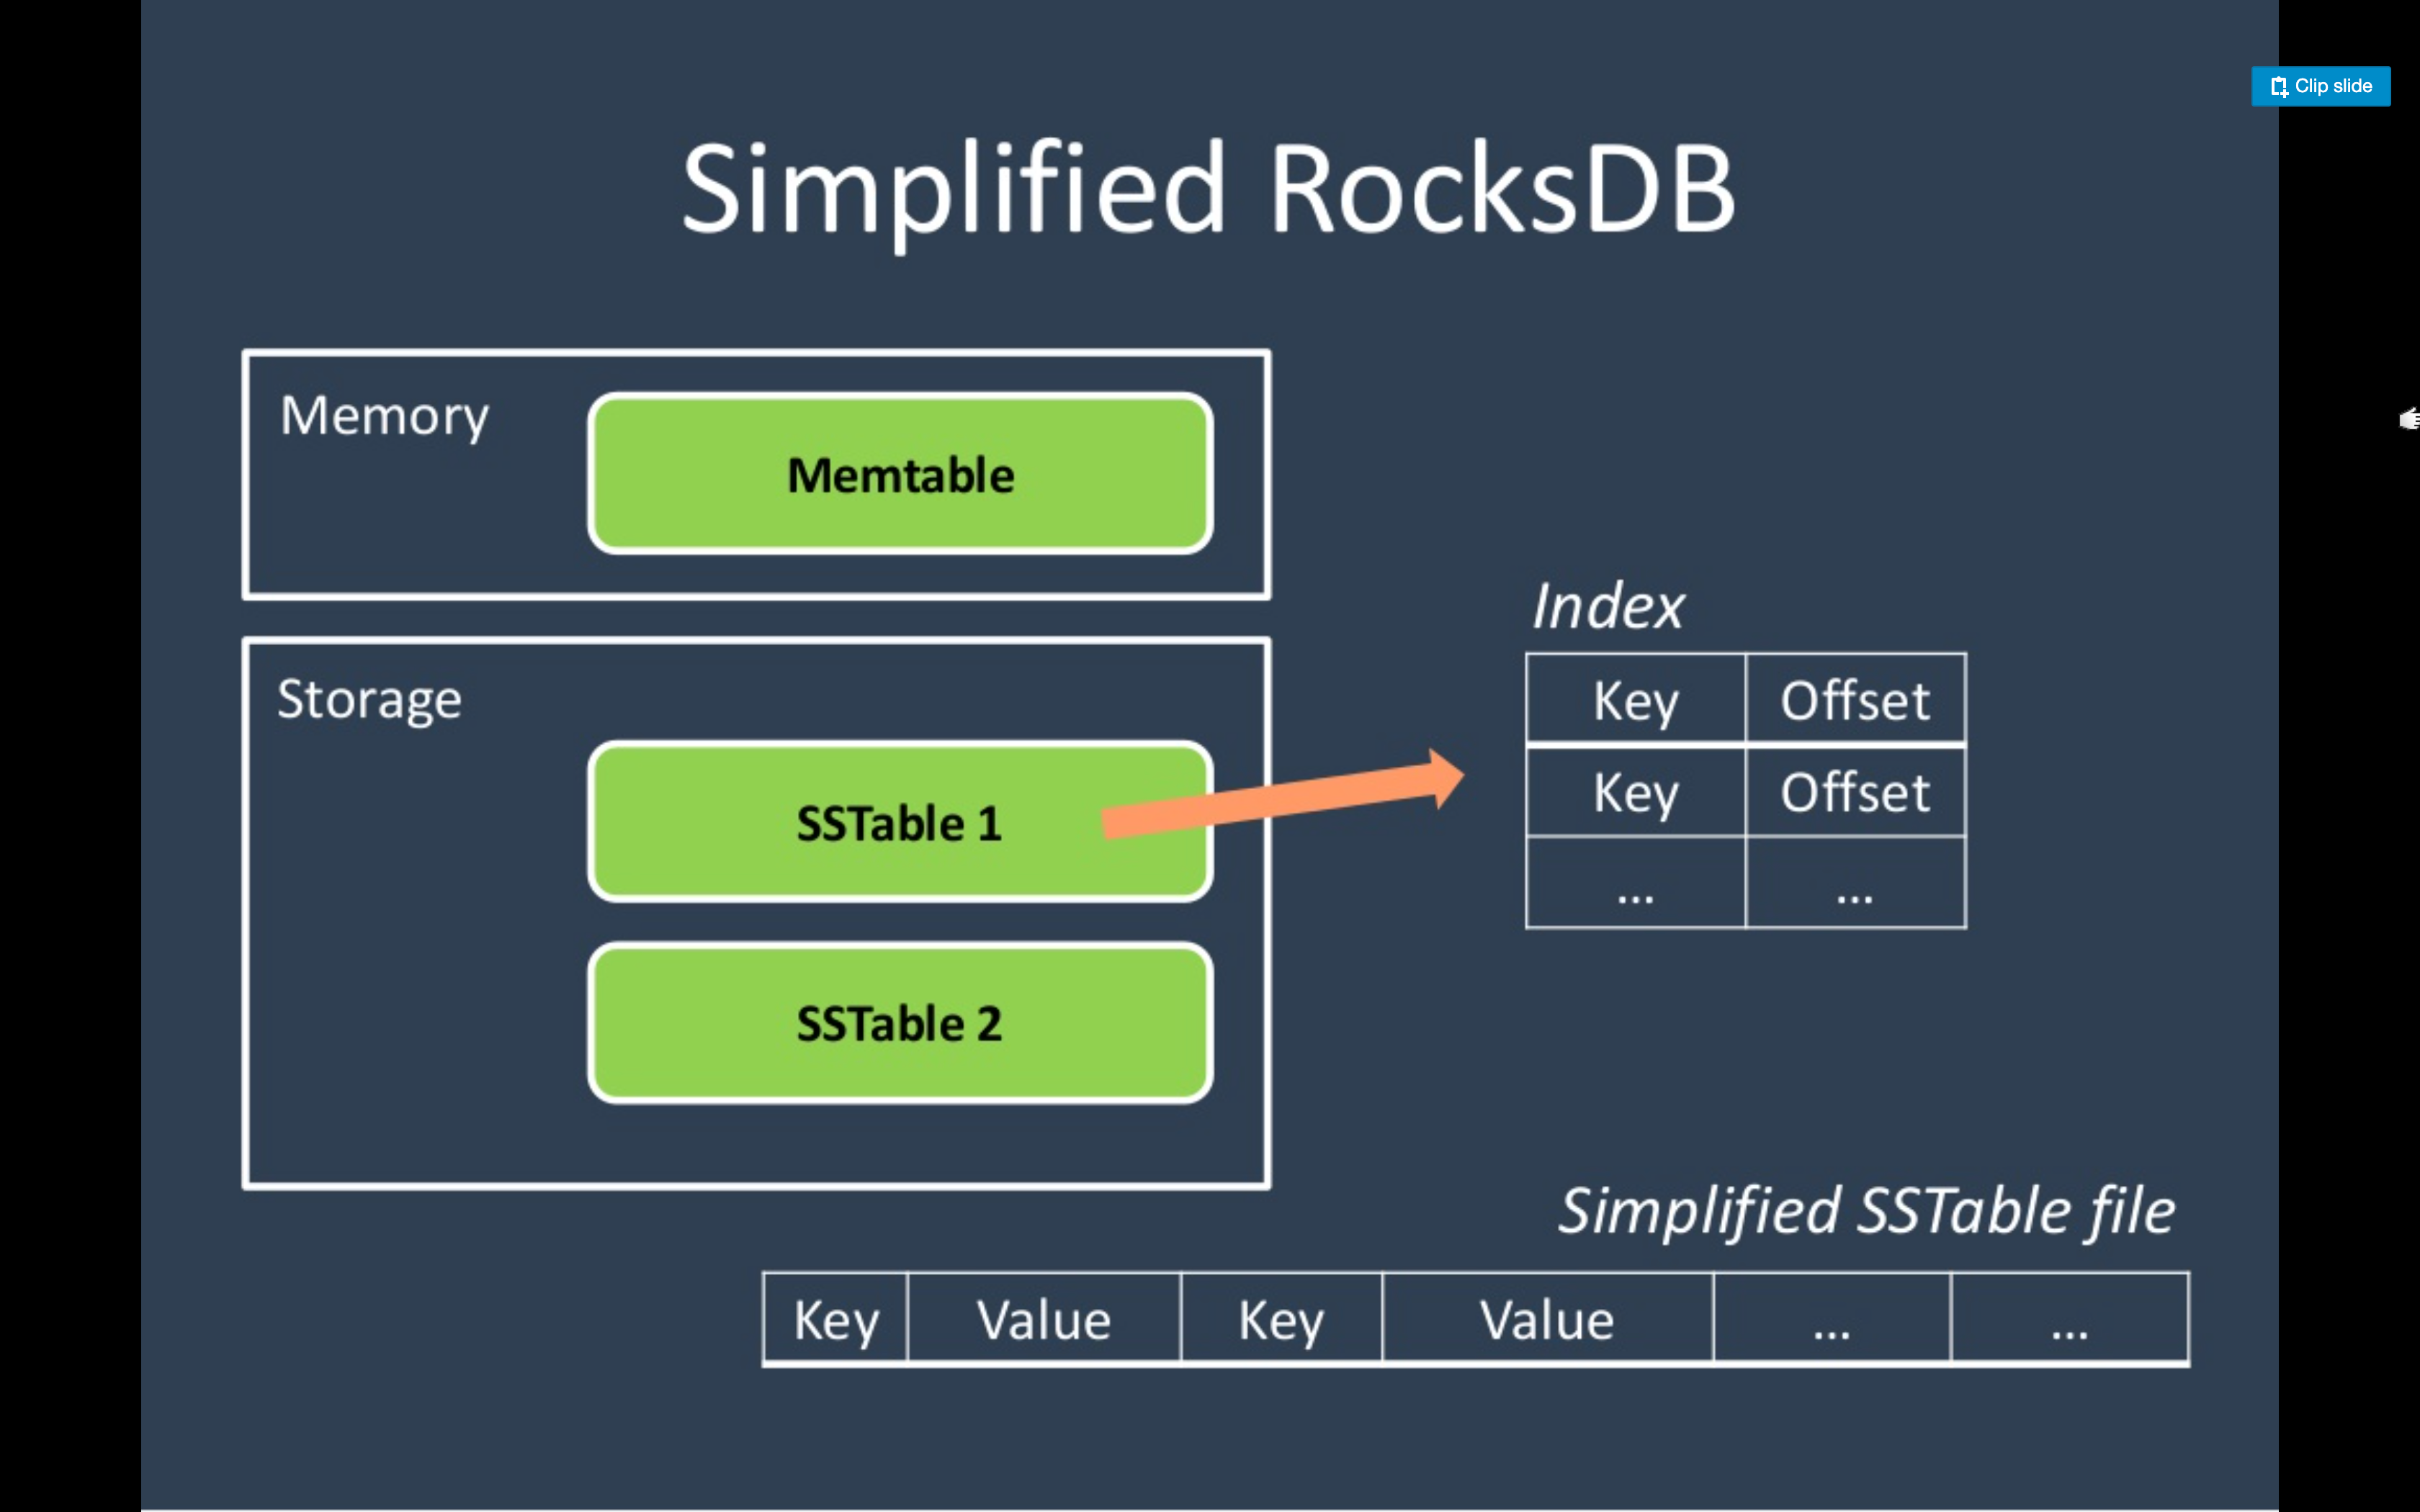 Clip slide
Simplified RocksDB
Memory
Memtable
Storage
SSTable 1
SSTable 2
Index
Key Offset
Key Offset
... ...
Simplified SSTable file
Key Value Key Value ... ...